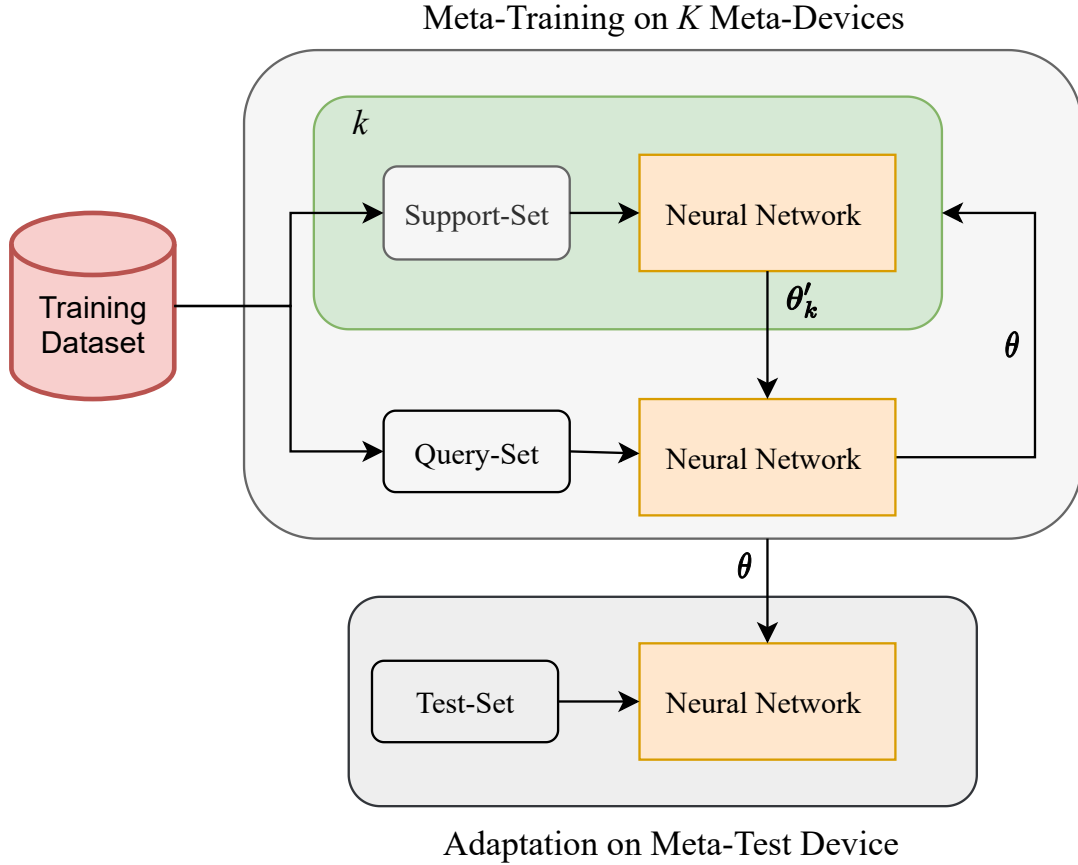 Meta-Training on K Meta-Devices
k
Support-Set
Neural Network
Training
Dataset
θ′ₖ
θ
Query-Set
Neural Network
θ
Test-Set
Neural Network
Adaptation on Meta-Test Device